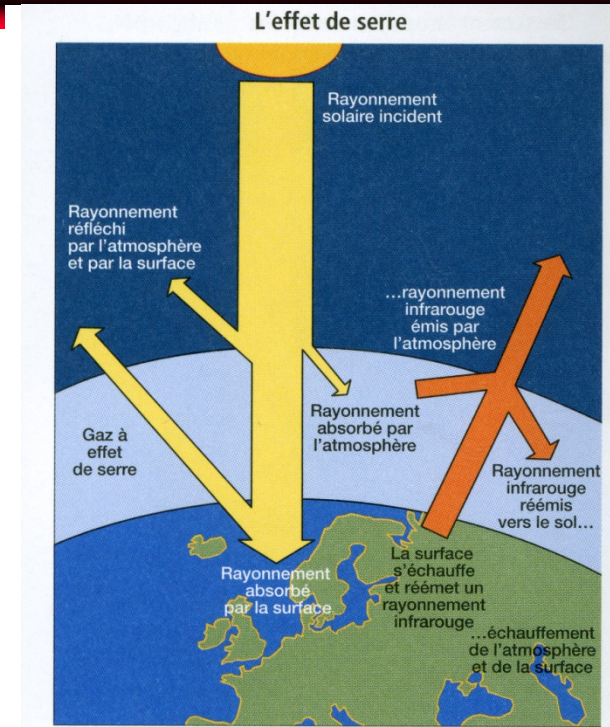 L'effet de serre
Rayonnement
solaire incident
Rayonnement
réfléchi
par l'atmosphère
et par la surface
...rayonnement
infrarouge
émis par
l'atmosphère
Gaz à
effet
de serre
Rayonnement
absorbé par
l'atmosphère
Rayonnement
infrarouge
réémis
vers le sol...
Rayonnement
absorbé
par la surface
La surface
s'échauffe
et réémet un
rayonnement
infrarouge
...échauffement
de l'atmosphère
et de la surface